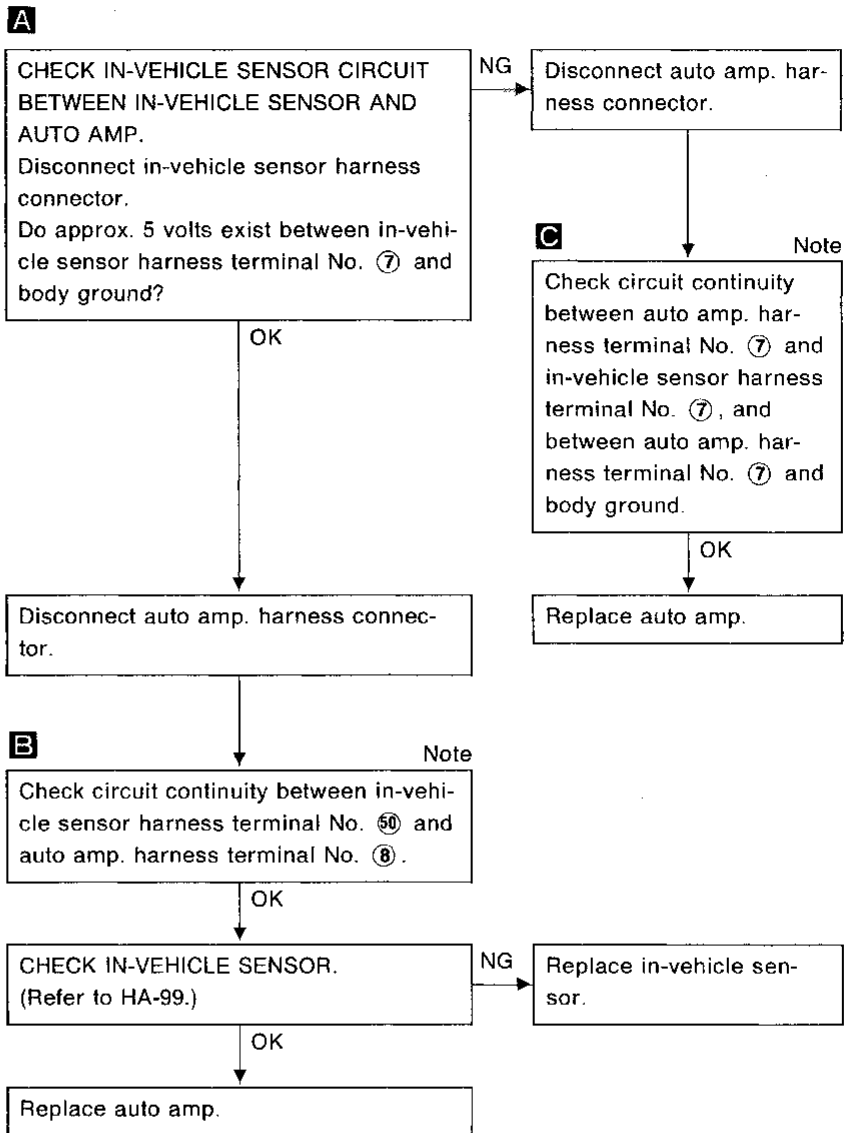 A
CHECK IN-VEHICLE SENSOR CIRCUIT
BETWEEN IN-VEHICLE SENSOR AND
AUTO AMP.
Disconnect in-vehicle sensor harness
connector.
Do approx. 5 volts exist between in-vehi-
cle sensor harness terminal No. ⑦ and
body ground?
NG
Disconnect auto amp. har-
ness connector.
OK
C
Note
Check circuit continuity
between auto amp. har-
ness terminal No. ⑦ and
in-vehicle sensor harness
terminal No. ⑦, and
between auto amp. har-
ness terminal No. ⑦ and
body ground.
OK
Replace auto amp.
Disconnect auto amp. harness connec-
tor.
B
Note
Check circuit continuity between in-vehi-
cle sensor harness terminal No. ㊿ and
auto amp. harness terminal No. ⑧.
OK
CHECK IN-VEHICLE SENSOR.
(Refer to HA-99.)
NG
Replace in-vehicle sen-
sor.
OK
Replace auto amp.